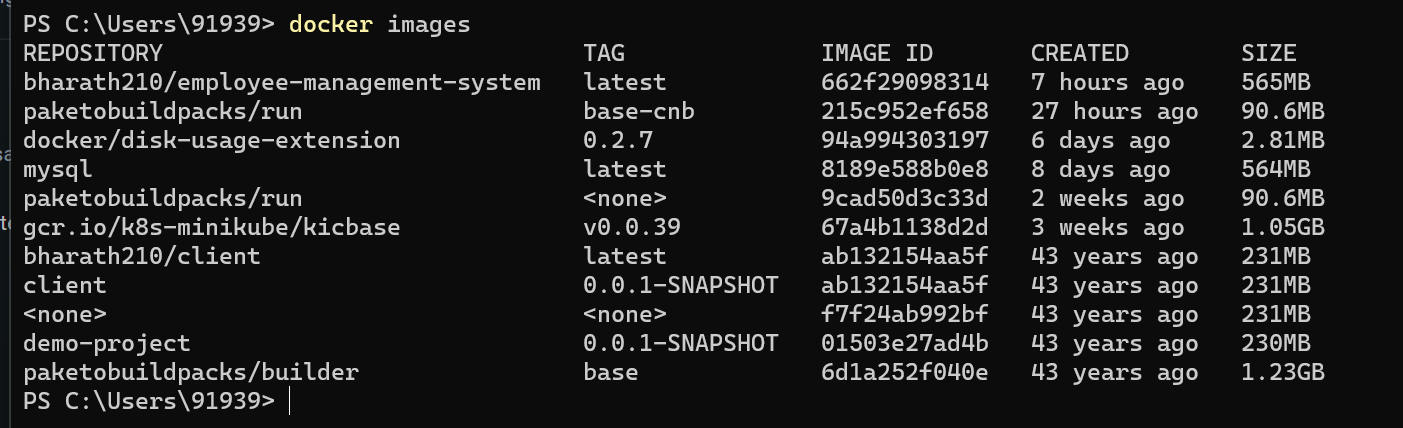 PS C:\Users\91939> docker images
REPOSITORY TAG IMAGE ID CREATED SIZE
bharath210/employee-management-system latest 662f29098314 7 hours ago 565MB
paketobuildpacks/run base-cnb 215c952ef658 27 hours ago 90.6MB
docker/disk-usage-extension 0.2.7 94a994303197 6 days ago 2.81MB
mysql latest 8189e588b0e8 8 days ago 564MB
paketobuildpacks/run <none> 9cad50d3c33d 2 weeks ago 90.6MB
gcr.io/k8s-minikube/kicbase v0.0.39 67a4b1138d2d 3 weeks ago 1.05GB
bharath210/client latest ab132154aa5f 43 years ago 231MB
client 0.0.1-SNAPSHOT ab132154aa5f 43 years ago 231MB
<none> <none> f7f24ab992bf 43 years ago 231MB
demo-project 0.0.1-SNAPSHOT 01503e27ad4b 43 years ago 230MB
paketobuildpacks/builder base 6d1a252f040e 43 years ago 1.23GB
PS C:\Users\91939>